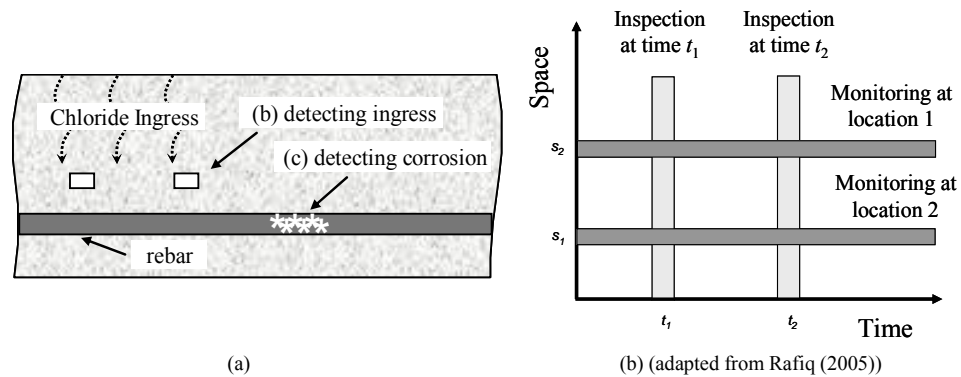 Chloride Ingress
(b) detecting ingress
(c) detecting corrosion
rebar
(a)
Inspection
at time t1
Inspection
at time t2
Space
Monitoring at
location 1
s2
Monitoring at
location 2
s1
t1
t2
Time
(b) (adapted from Rafiq (2005))